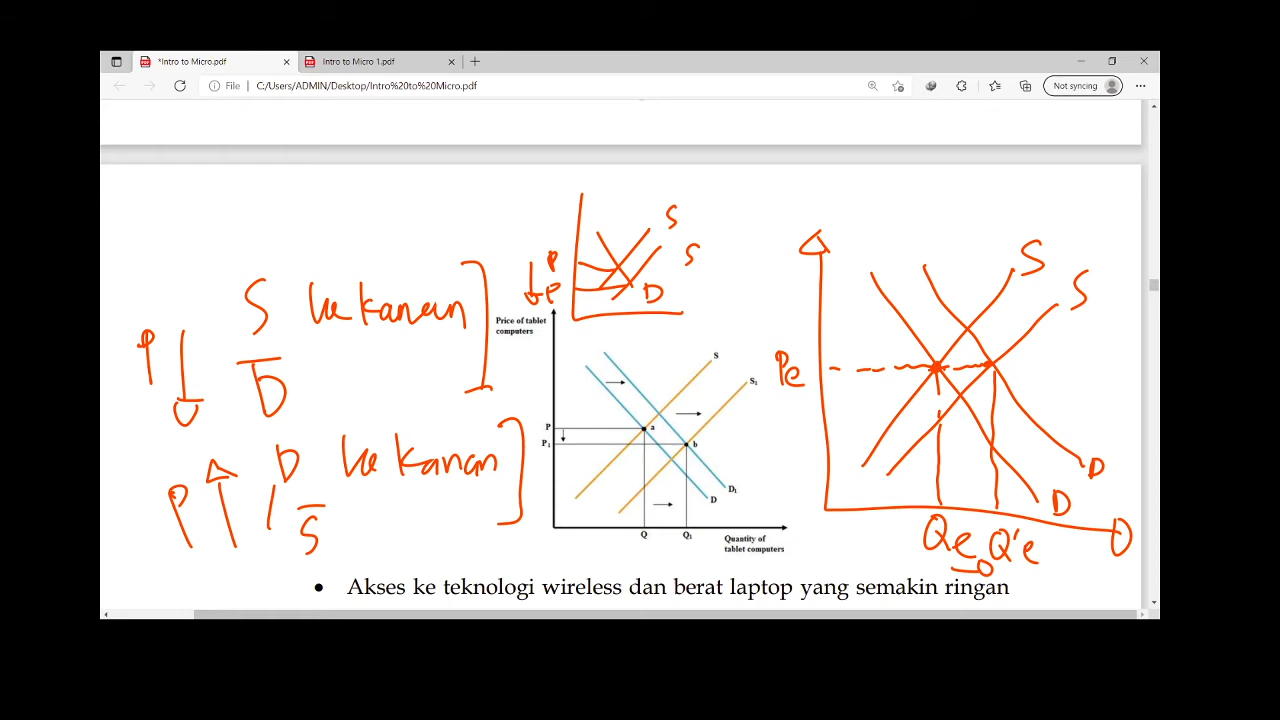 *Intro to Micro.pdf
Intro to Micro 1.pdf
File
C:/Users/ADMIN/Desktop/Intro%20to%20Micro.pdf
Not syncing
S
S
P
P
D
S ke kanan
P
D
D ke kanan
P
S
Price of tablet
computers
S
S1
P
a
P1
b
D1
D
Q
Q1
Quantity of
tablet computers
S
S
Pe
D
D
Qe
Q'e
• Akses ke teknologi wireless dan berat laptop yang semakin ringan